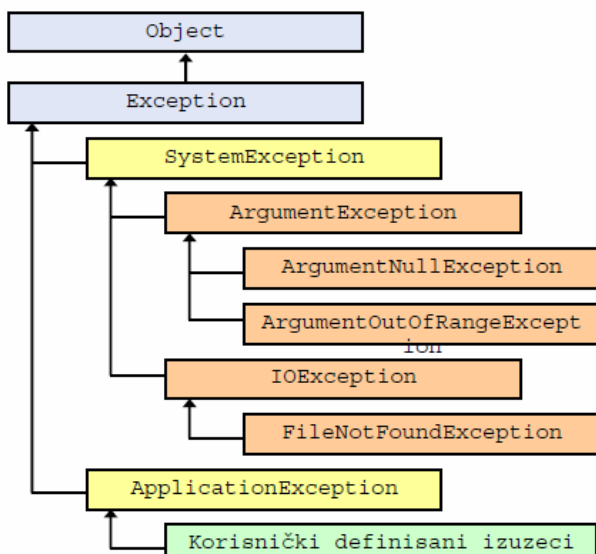 Object
Exception
SystemException
ArgumentException
ArgumentNullException
ArgumentOutOfRangeExcept
ion
IOException
FileNotFoundException
ApplicationException
Korisnički definisani izuzeci